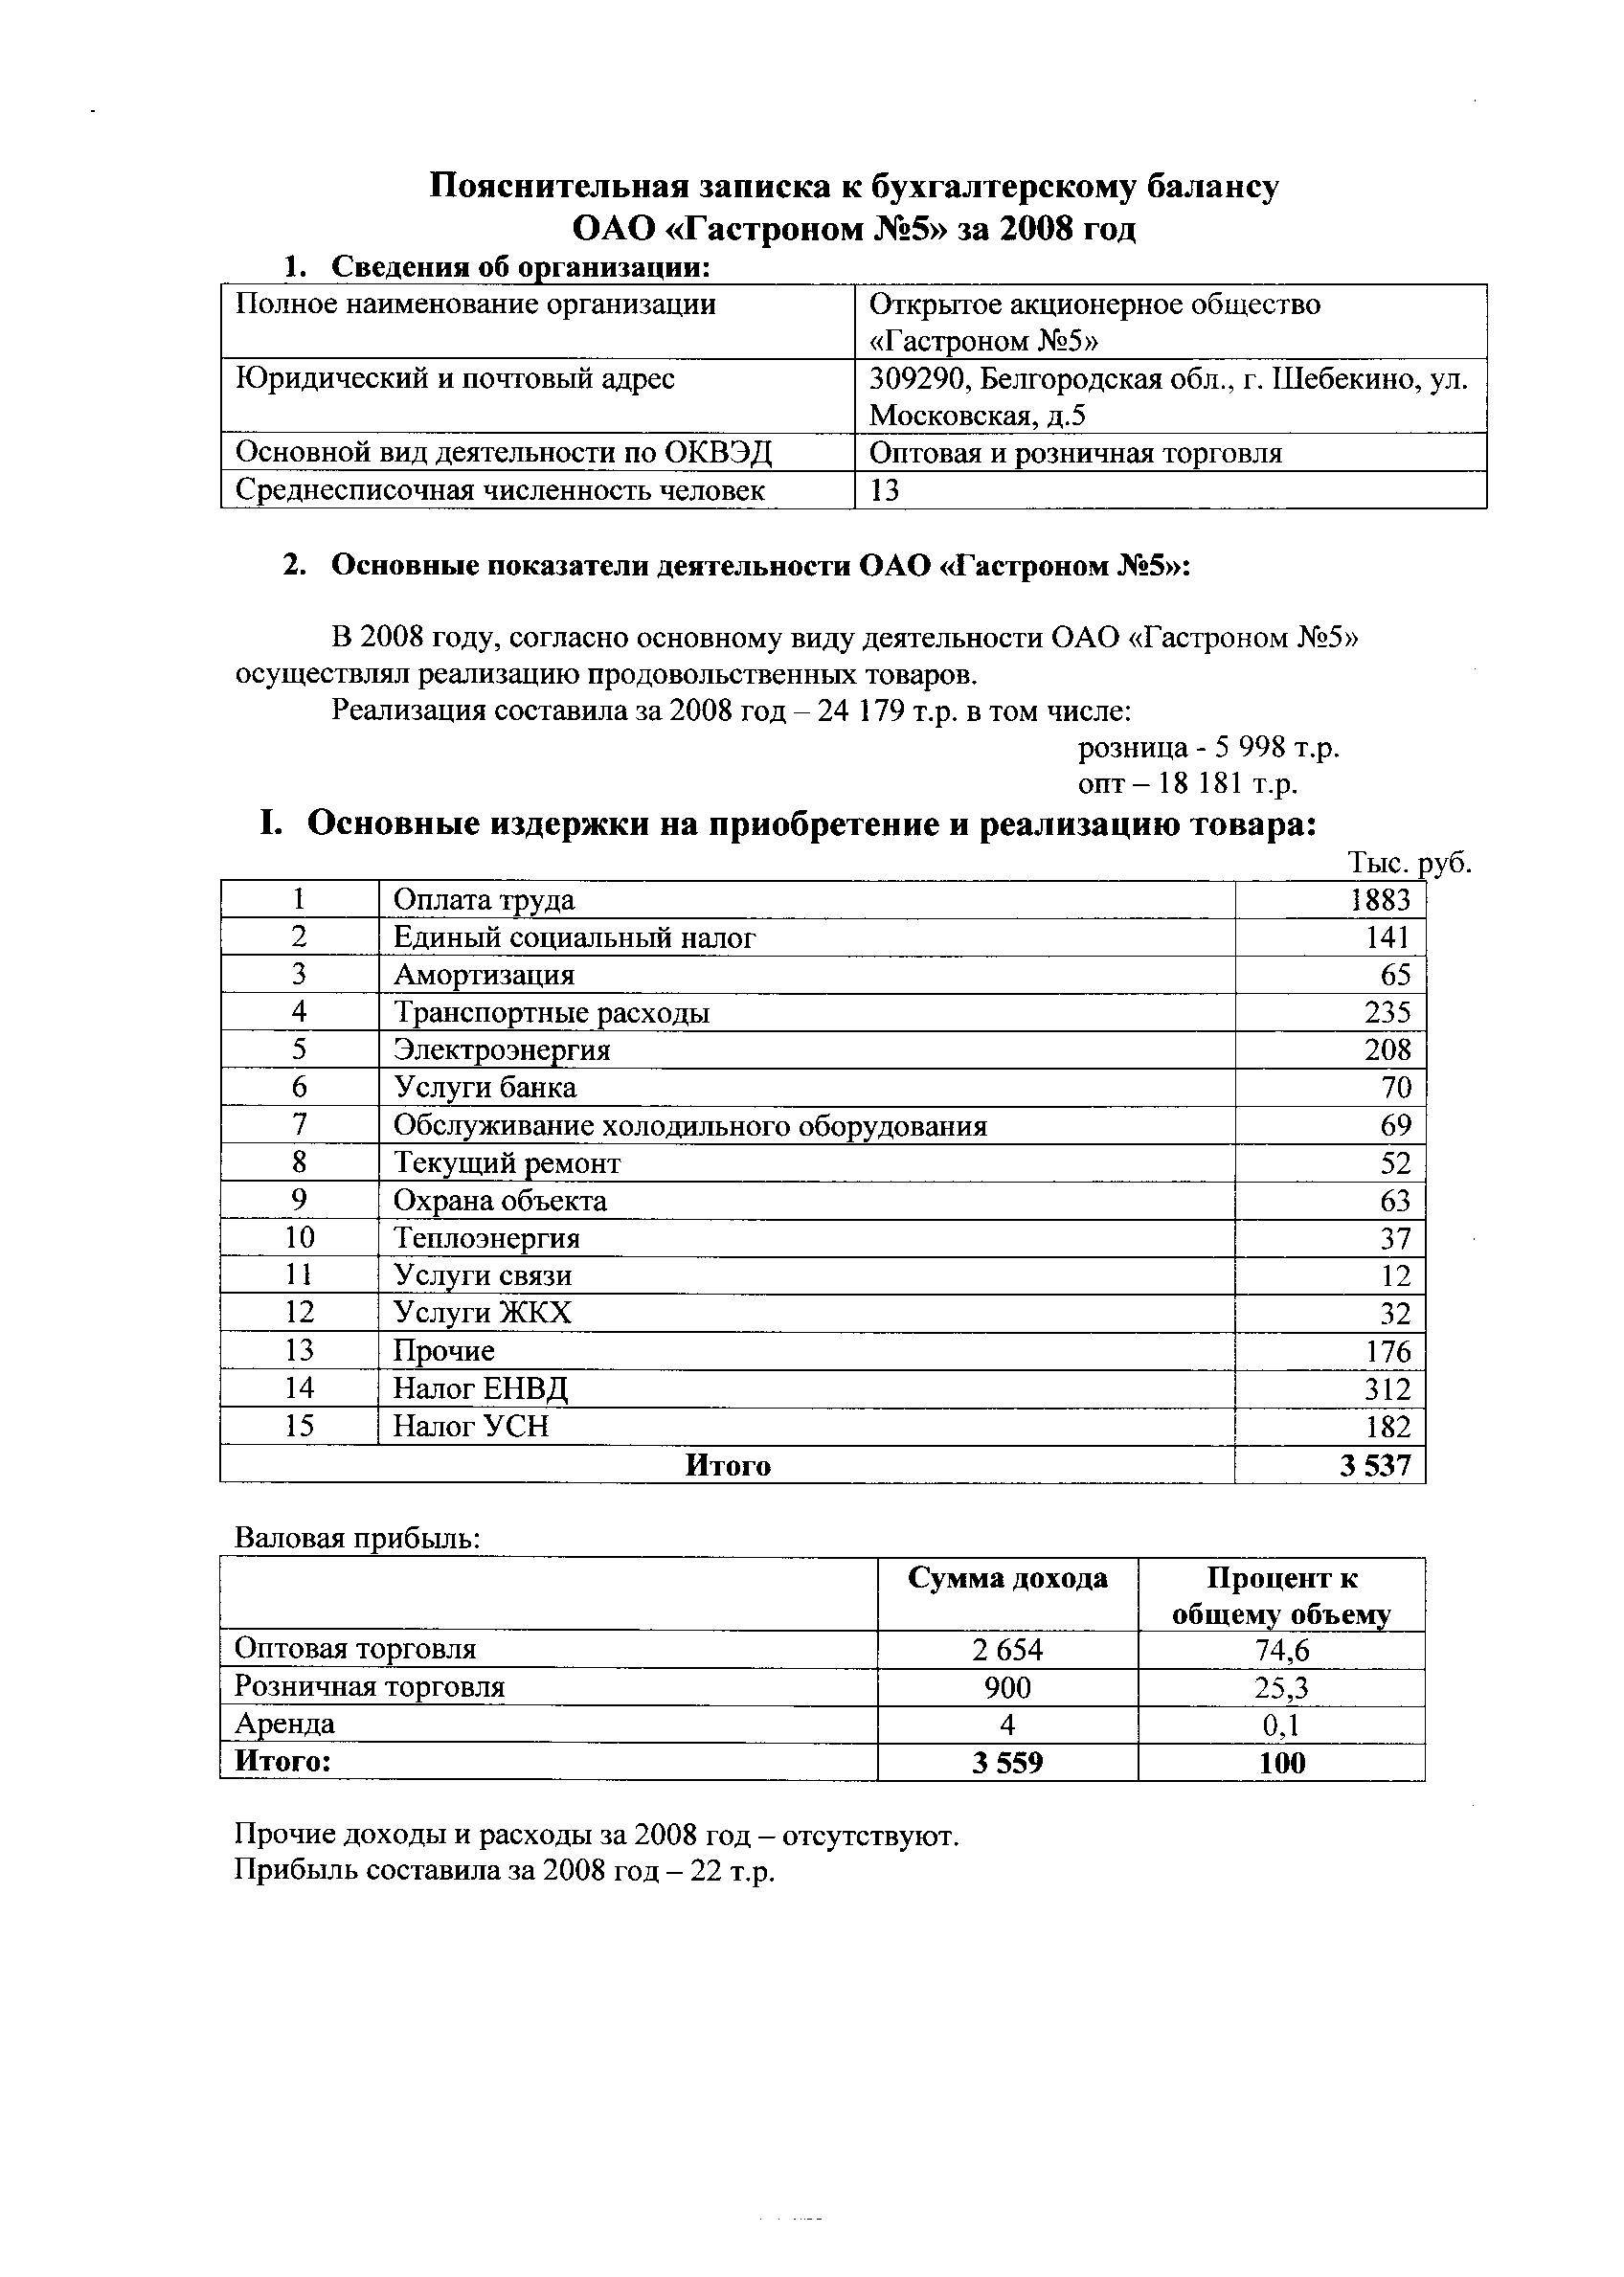 Пояснительная записка к бухгалтерскому балансу
ОАО «Гастроном №5» за 2008 год
1. Сведения об организации:
Полное наименование организации Открытое акционерное общество
«Гастроном №5»
Юридический и почтовый адрес 309290, Белгородская обл., г. Шебекино, ул.
Московская, д.5
Основной вид деятельности по ОКВЭД Оптовая и розничная торговля
Среднесписочная численность человек 13
2. Основные показатели деятельности ОАО «Гастроном №5»:
В 2008 году, согласно основному виду деятельности ОАО «Гастроном №5»
осуществлял реализацию продовольственных товаров.
Реализация составила за 2008 год – 24 179 т.р. в том числе:
розница - 5 998 т.р.
опт – 18 181 т.р.
I. Основные издержки на приобретение и реализацию товара:
Тыс. руб.
1 Оплата труда 1883
2 Единый социальный налог 141
3 Амортизация 65
4 Транспортные расходы 235
5 Электроэнергия 208
6 Услуги банка 70
7 Обслуживание холодильного оборудования 69
8 Текущий ремонт 52
9 Охрана объекта 63
10 Теплоэнергия 37
11 Услуги связи 12
12 Услуги ЖКХ 32
13 Прочие 176
14 Налог ЕНВД 312
15 Налог УСН 182
Итого 3 537
Валовая прибыль:
Сумма дохода Процент к
общему объему
Оптовая торговля 2 654 74,6
Розничная торговля 900 25,3
Аренда 4 0,1
Итого: 3 559 100
Прочие доходы и расходы за 2008 год – отсутствуют.
Прибыль составила за 2008 год – 22 т.р.